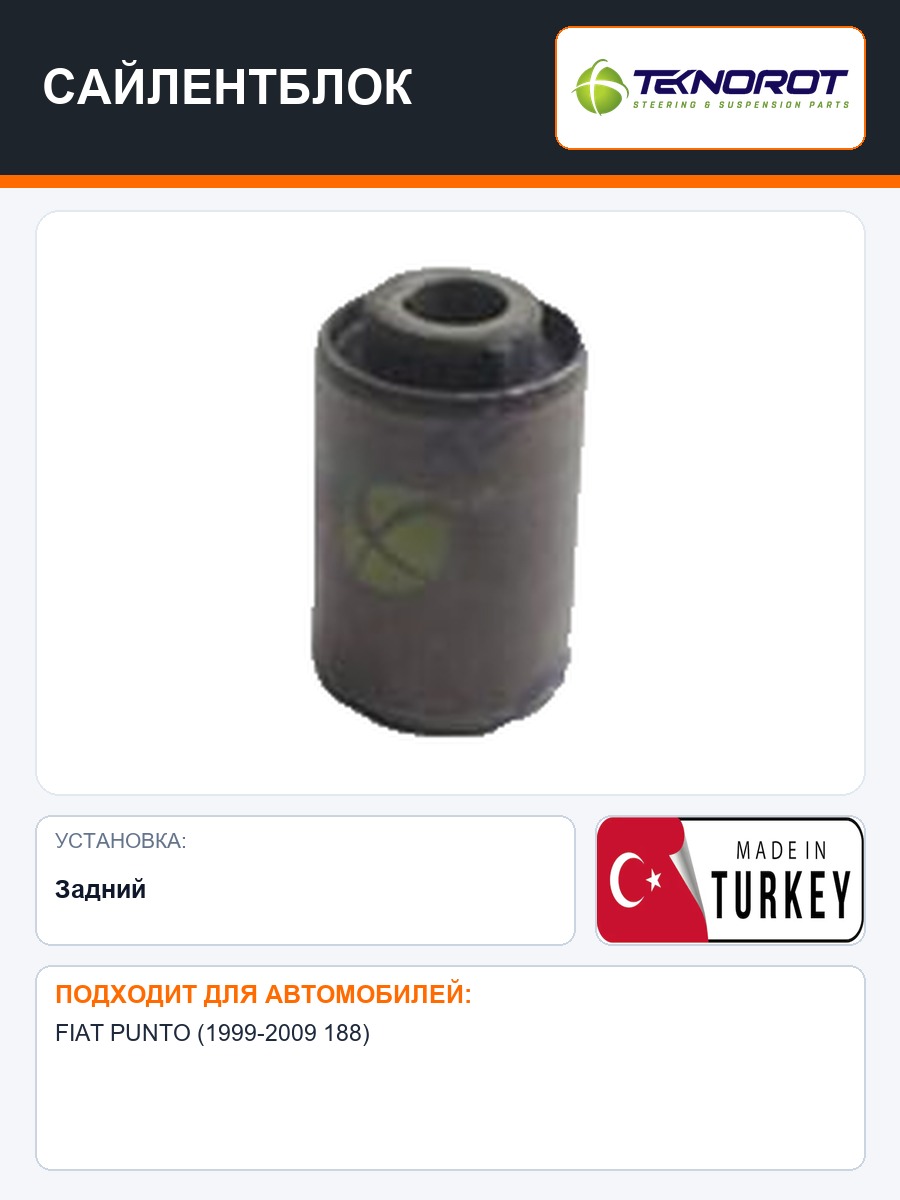 САЙЛЕНТБЛОК
TEKNOROT
STEERING & SUSPENSION PARTS
УСТАНОВКА:
Задний
MADE IN
TURKEY
ПОДХОДИТ ДЛЯ АВТОМОБИЛЕЙ:
FIAT PUNTO (1999-2009 188)